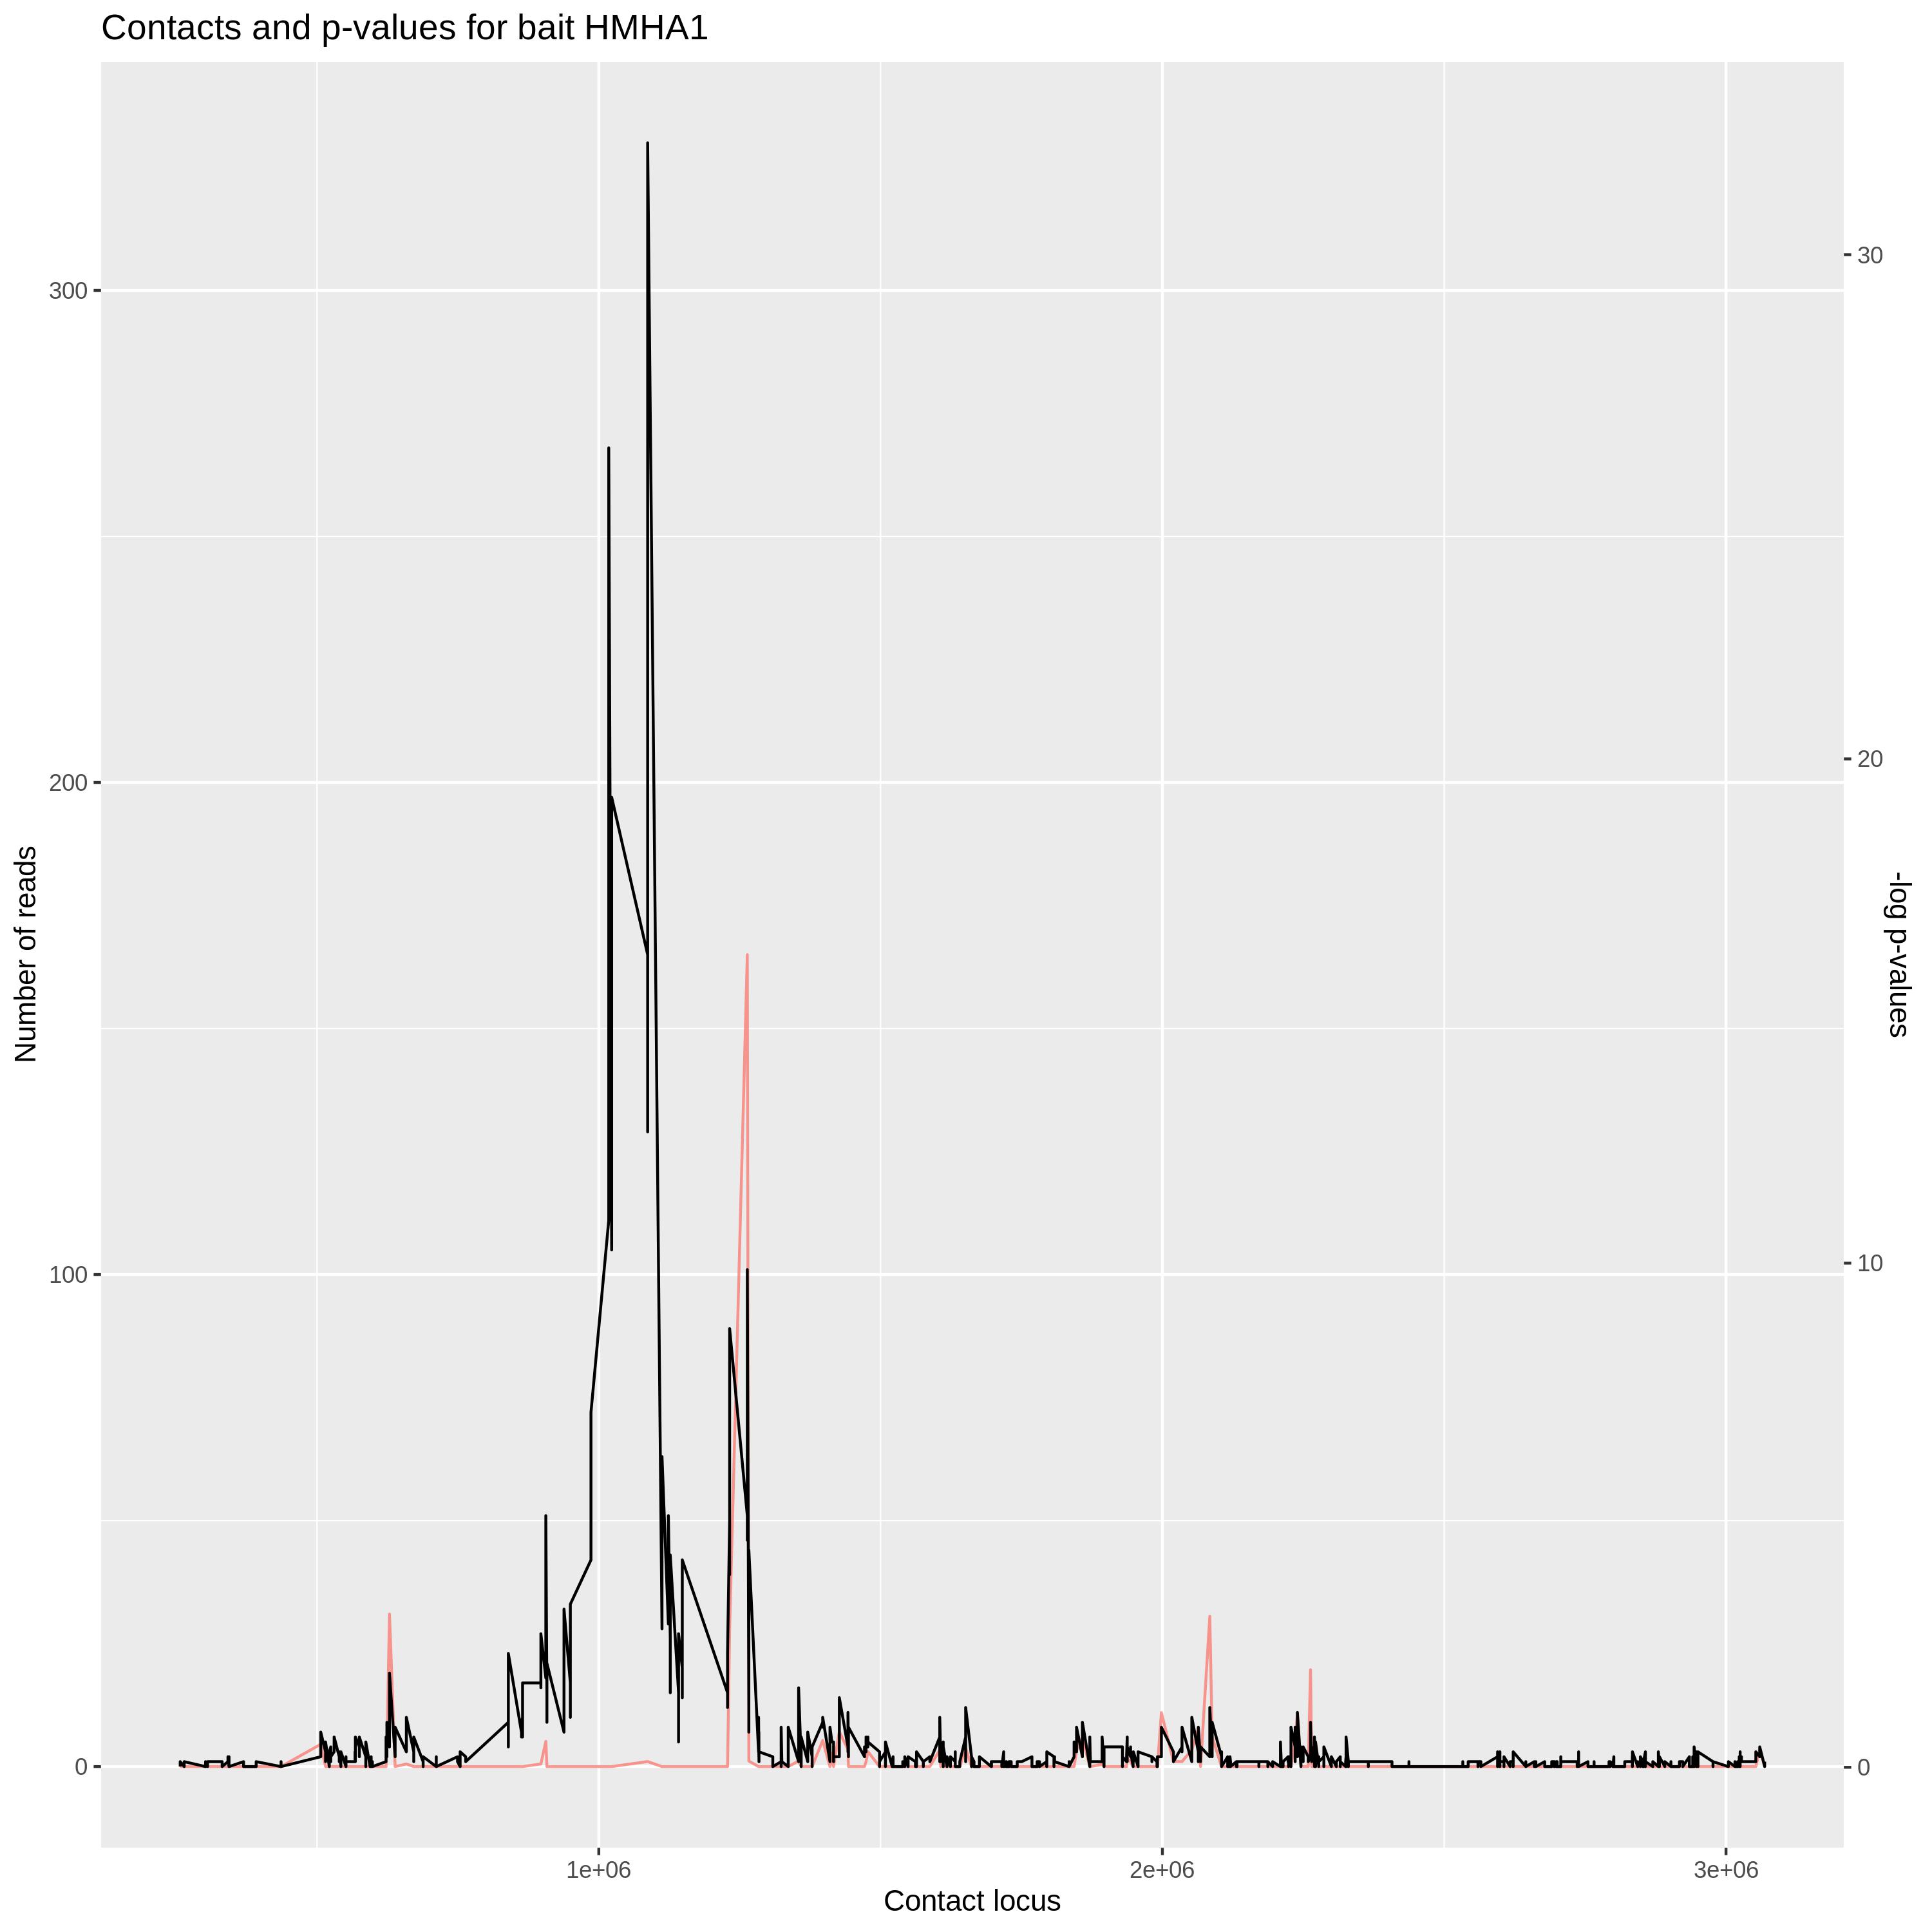 Contacts and p-values for bait HMHA1
Number of reads
300
200
100
0
30
20
10
0
-log p-values
1e+06
2e+06
3e+06
Contact locus